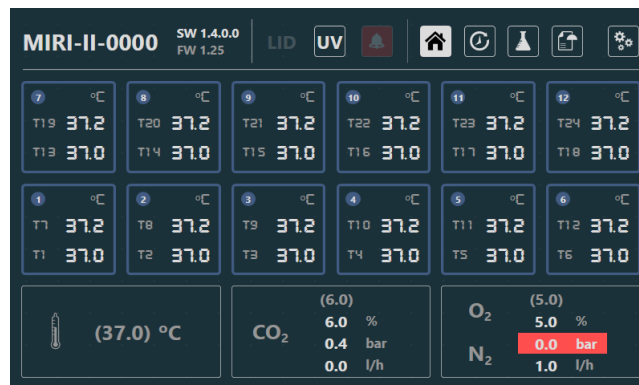 MIRI-II-0000 SW 1.4.0.0 LID UV
FW 1.25
7 °C 8 °C 9 °C 10 °C 11 °C 12 °C
T19 37.2 T20 37.2 T21 37.2 T22 37.2 T23 37.2 T24 37.2
T13 37.0 T14 37.0 T15 37.0 T16 37.0 T17 37.0 T18 37.0
1 °C 2 °C 3 °C 4 °C 5 °C 6 °C
T7 37.2 T8 37.2 T9 37.2 T10 37.2 T11 37.2 T12 37.2
T1 37.0 T2 37.0 T3 37.0 T4 37.0 T5 37.0 T6 37.0
(37.0) °C
CO₂
(6.0)
6.0 %
0.4 bar
0.0 l/h
O₂
N₂
(5.0)
5.0 %
0.0 bar
1.0 l/h